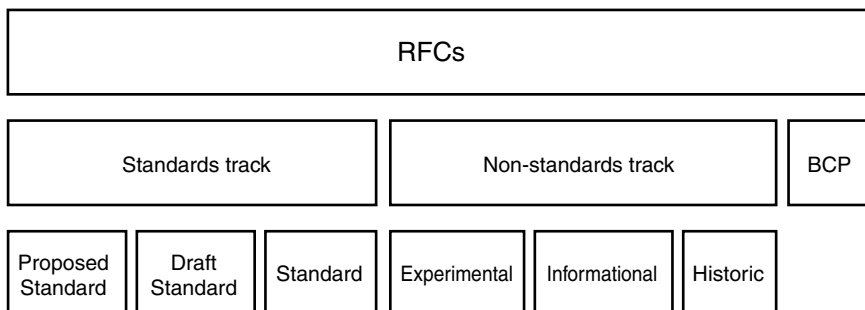 RFCs
Standards track
Non-standards track
BCP
Proposed
Standard
Draft
Standard
Standard
Experimental
Informational
Historic